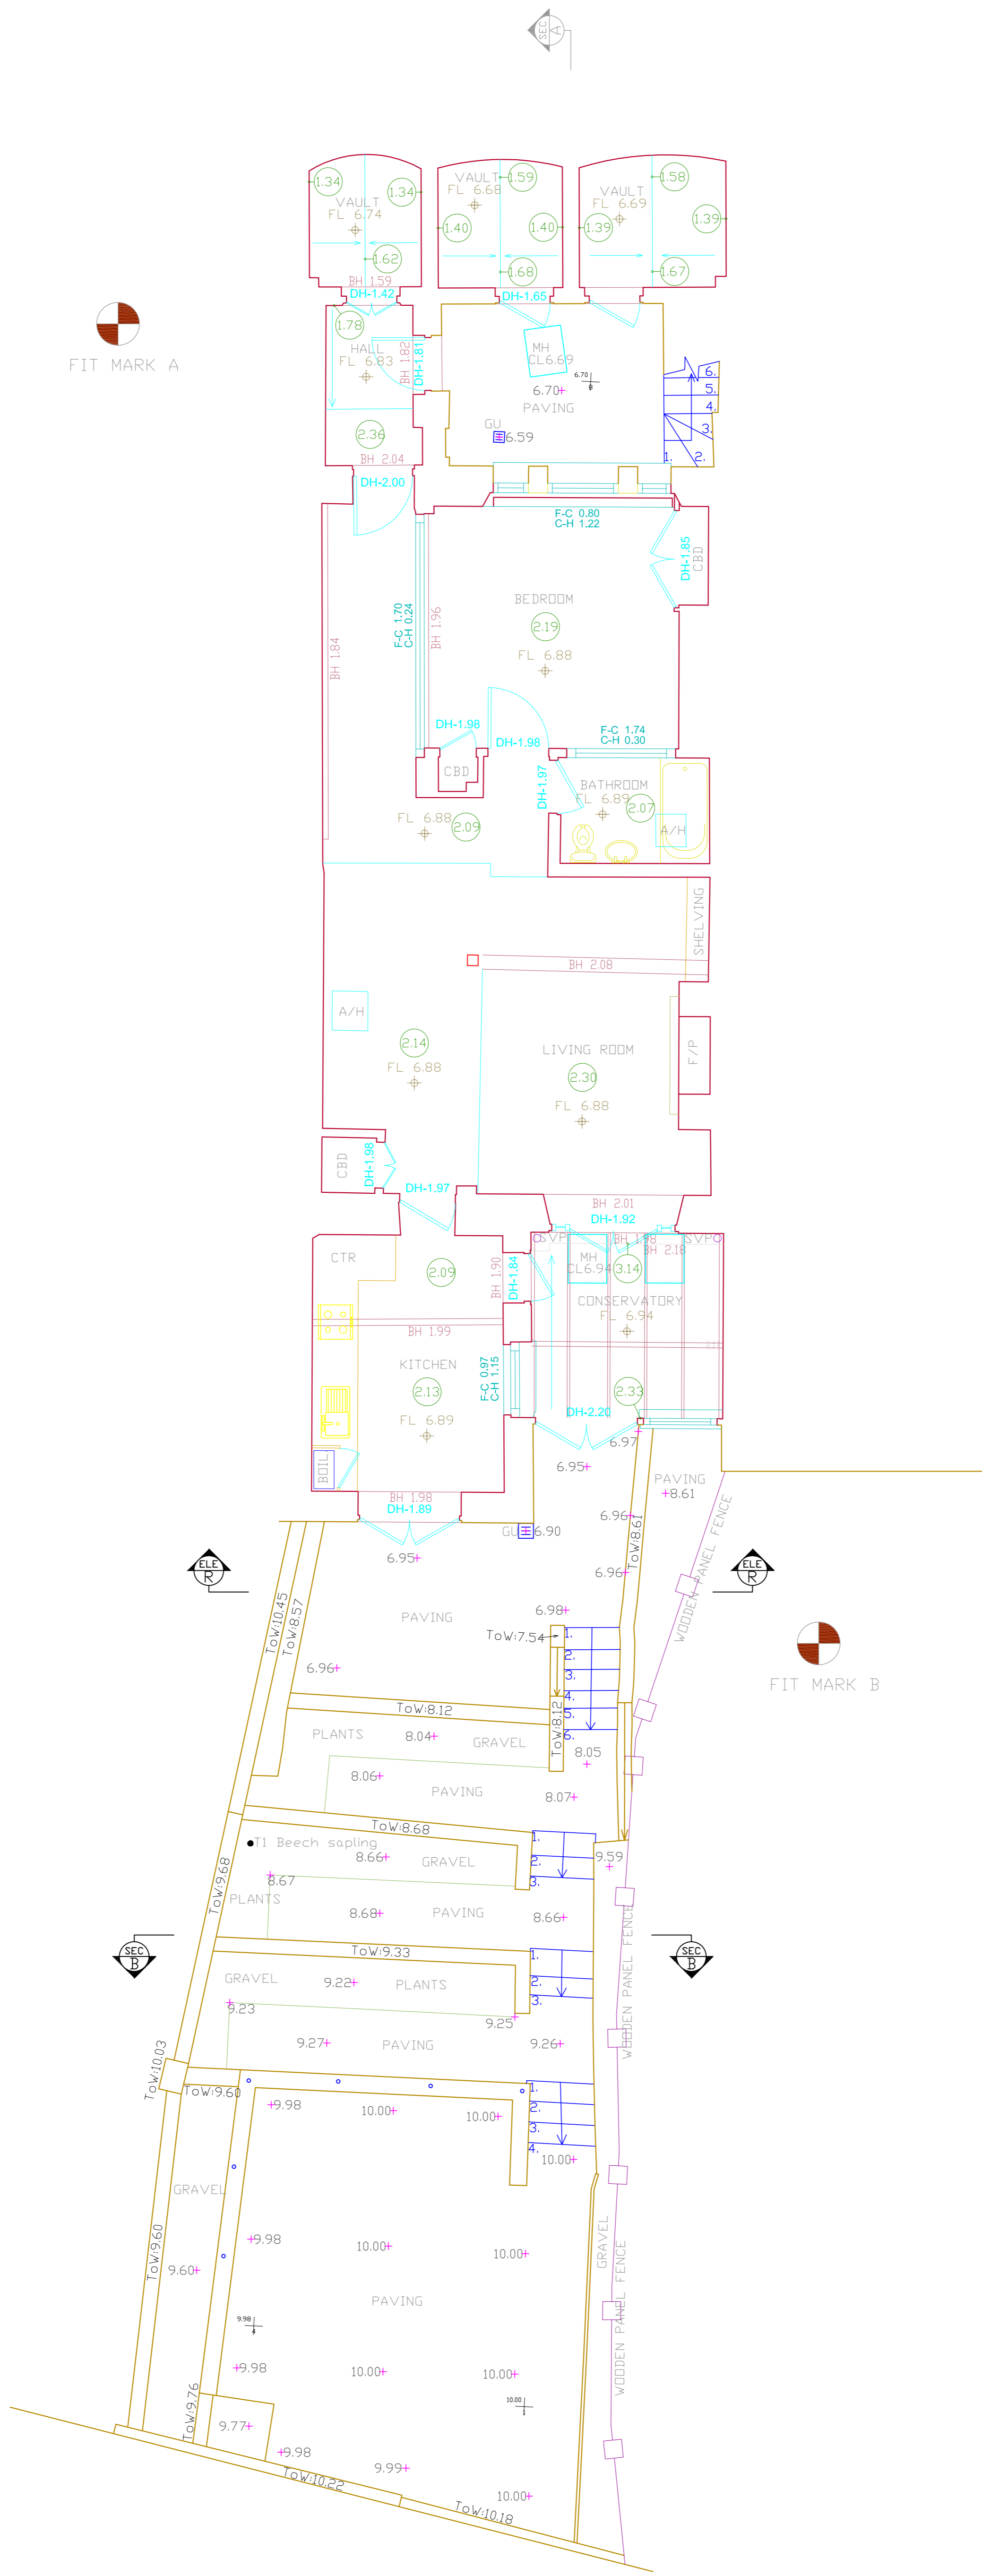 SEC
A
1.34
VAULT
FL 6.74
1.34
1.62
VAULT
FL 6.68
1.59
1.40
1.40
1.68
VAULT
FL 6.69
1.58
1.39
1.39
1.67
BH 1.59
DH-1.42
DH-1.65
FIT MARK A
1.78
HALL
FL 6.83
BH 1.82
DH-1.81
MH
CL6.69
6.70
6.70
8
PAVING
GU
6.59
6.
5.
4.
3.
2.
1.
2.36
BH 2.04
DH-2.00
F-C 0.80
C-H 1.22
DH-1.85
CBD
BEDROOM
2.19
FL 6.88
F-C 1.70
C-H 0.24
BH 1.96
BH 1.84
DH-1.98
DH-1.98
F-C 1.74
C-H 0.30
CBD
DH-1.97
BATHROOM
FL 6.89
2.07
A/H
FL 6.88
2.09
SHELVING
BH 2.08
A/H
2.14
FL 6.88
LIVING ROOM
2.30
FL 6.88
F/P
CBD
DH-1.98
DH-1.97
BH 2.01
DH-1.92
SVP
BH 1.98
BH 2.18
SVP
CTR
2.09
BH 1.90
DH-1.84
MH
CL6.94
3.14
CONSERVATORY
FL 6.94
BH 1.99
KITCHEN
2.13
FL 6.89
F-C 0.97
C-H 1.15
2.33
DH-2.20
BOIL.
BH 1.98
DH-1.89
6.97
6.95
PAVING
8.61
6.96
ToW:8.61
GU
6.90
WOODEN PANEL FENCE
ELE
R
ELE
R
6.95
6.96
ToW:10.45
ToW:8.57
PAVING
6.98
ToW:7.54
1.
2.
3.
4.
5.
6.
FIT MARK B
6.96
ToW:8.12
ToW:8.12
PLANTS
8.04
GRAVEL
8.05
8.06
PAVING
8.07
ToW:8.68
T1 Beech sapling
1.
2.
3.
8.66
GRAVEL
9.59
ToW:9.68
8.67
PLANTS
8.68
PAVING
8.66
WOODEN PANEL FENCE
SEC
B
SEC
B
ToW:9.33
1.
2.
3.
GRAVEL
9.22
PLANTS
9.23
9.25
9.27
PAVING
9.26
ToW:10.03
ToW:9.60
1.
2.
3.
4.
9.98
10.00
10.00
10.00
GRAVEL
GRAVEL
9.98
10.00
10.00
ToW:9.60
9.60
PAVING
WOODEN PANEL FENCE
9.98
4
9.98
10.00
10.00
10.00
1
ToW:9.76
9.77
9.98
9.99
ToW:10.22
10.00
ToW:10.18